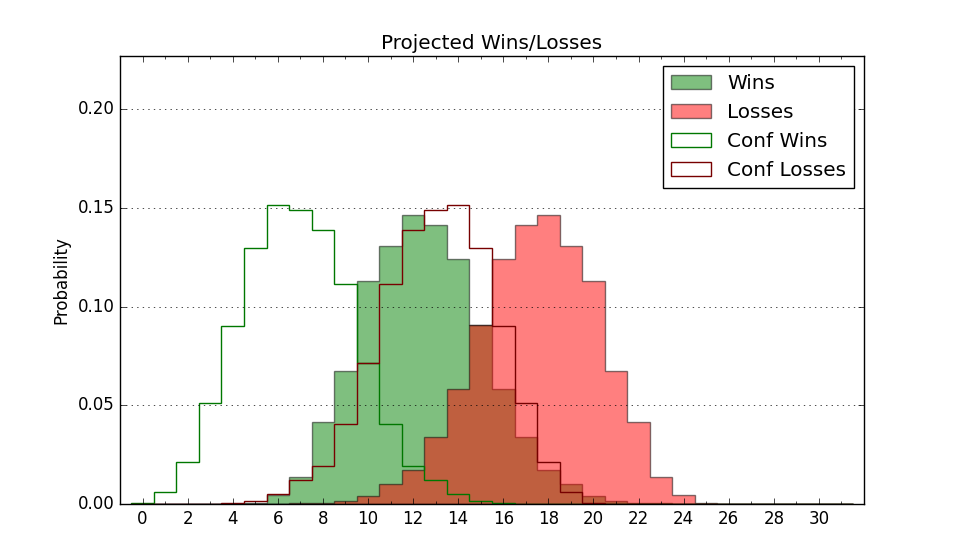 Projected Wins/Losses
Wins
Losses
Conf Wins
Conf Losses
Probability
0.20
0.15
0.10
0.05
0.00
0 2 4 6 8 10 12 14 16 18 20 22 24 26 28 30